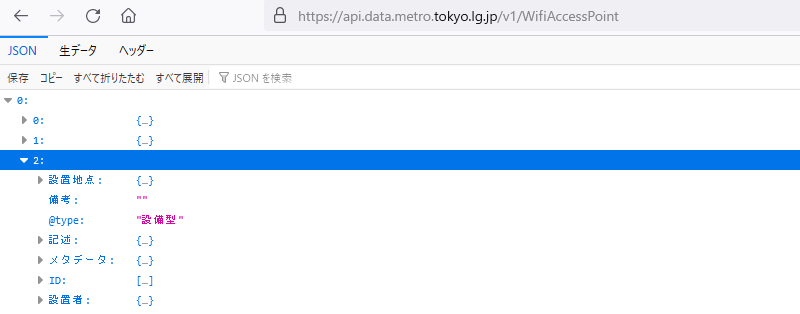 https://api.data.metro.tokyo.lg.jp/v1/WifiAccessPoint
JSON 生データ ヘッダー
保存 コピー すべて折りたたむ すべて展開 JSON を検索
0:
0: {…}
1: {…}
2:
設置地点: {…}
備考: ""
@type: "設備型"
記述: {…}
メタデータ: {…}
ID: […]
設置者: {…}